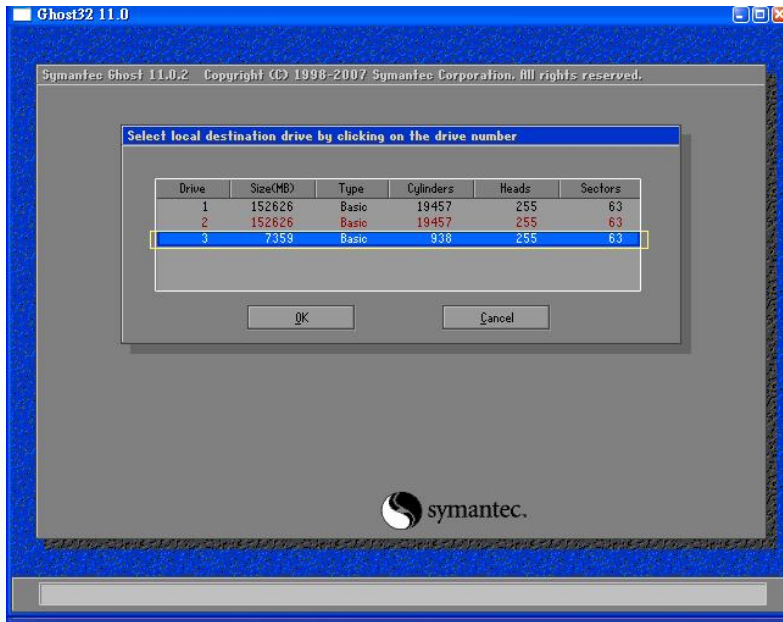 Ghost32 11.0
Symantec Ghost 11.0.2 Copyright (C) 1998-2007 Symantec Corporation. All rights reserved.
Select local destination drive by clicking on the drive number
Drive Size(MB) Type Cylinders Heads Sectors
1 152626 Basic 19457 255 63
2 152626 Basic 19457 255 63
3 7359 Basic 938 255 63
OK Cancel
symantec.